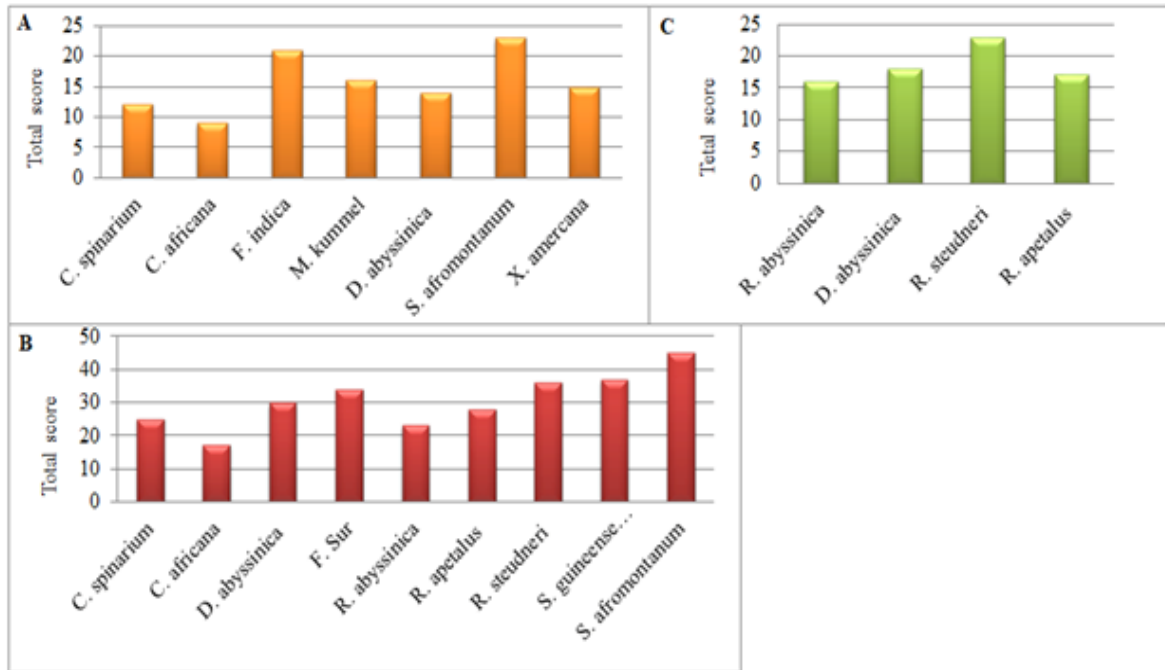 A
25
20
15
10
5
0
Total score
C. spinarium
C. africana
F. indica
M. kummel
D. abyssinica
S. afromontanum
X. amercana
C
25
20
15
10
5
0
Total score
R. abyssinica
D. abyssinica
R. steudneri
R. apetalus
B
50
40
30
20
10
0
Total score
C. spinarium
C. africana
D. abyssinica
F. Sur
R. abyssinica
R. apetalus
R. steudneri
S. guineense...
S. afromontanum